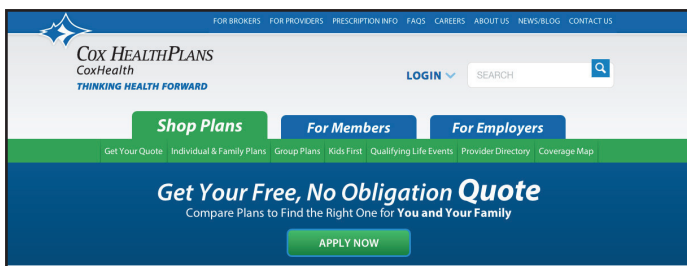 FOR BROKERS FOR PROVIDERS PRESCRIPTION INFO FAQS CAREERS ABOUT US NEWS/BLOG CONTACT US
COX HEALTHPLANS
CoxHealth
THINKING HEALTH FORWARD
LOGIN
SEARCH
Shop Plans For Members For Employers
Get Your Quote Individual & Family Plans Group Plans Kids First Qualifying Life Events Provider Directory Coverage Map
Get Your Free, No Obligation Quote
Compare Plans to Find the Right One for You and Your Family
APPLY NOW